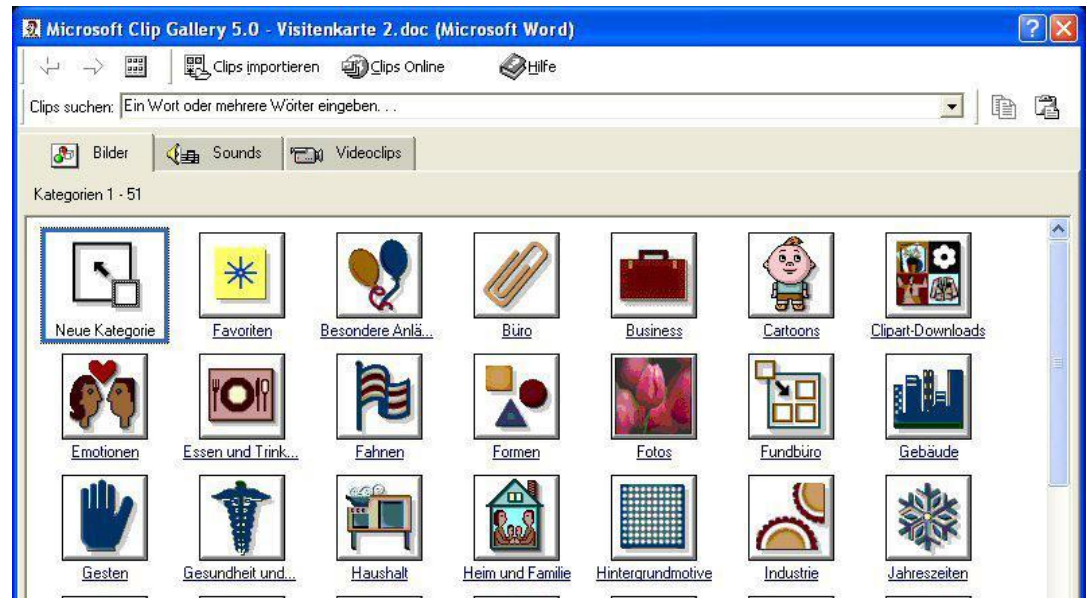 Microsoft Clip Gallery 5.0 - Visitenkarte 2.doc (Microsoft Word)
Clips importieren Clips Online Hilfe
Clips suchen: Ein Wort oder mehrere Wörter eingeben. . .
Bilder Sounds Videoclips
Kategorien 1 - 51
Neue Kategorie Favoriten Besondere Anlä... Büro Business Cartoons Clipart-Downloads
Emotionen Essen und Trink... Fahnen Formen Fotos Fundbüro Gebäude
Gesten Gesundheit und... Haushalt Heim und Familie Hintergrundmotive Industrie Jahreszeiten